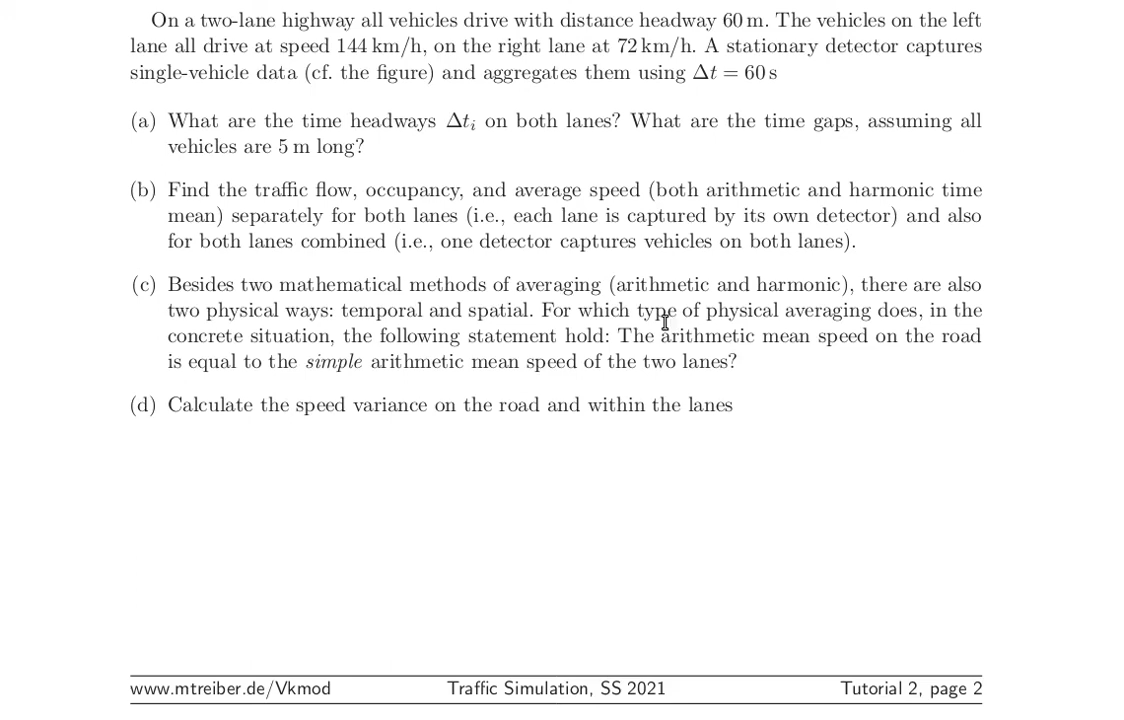 On a two-lane highway all vehicles drive with distance headway 60 m. The vehicles on the left
lane all drive at speed 144 km/h, on the right lane at 72 km/h. A stationary detector captures
single-vehicle data (cf. the figure) and aggregates them using Δt = 60 s
(a) What are the time headways Δtᵢ on both lanes? What are the time gaps, assuming all
vehicles are 5 m long?
(b) Find the traffic flow, occupancy, and average speed (both arithmetic and harmonic time
mean) separately for both lanes (i.e., each lane is captured by its own detector) and also
for both lanes combined (i.e., one detector captures vehicles on both lanes).
(c) Besides two mathematical methods of averaging (arithmetic and harmonic), there are also
two physical ways: temporal and spatial. For which type of physical averaging does, in the
concrete situation, the following statement hold: The arithmetic mean speed on the road
is equal to the simple arithmetic mean speed of the two lanes?
(d) Calculate the speed variance on the road and within the lanes
www.mtreiber.de/Vkmod Traffic Simulation, SS 2021 Tutorial 2, page 2